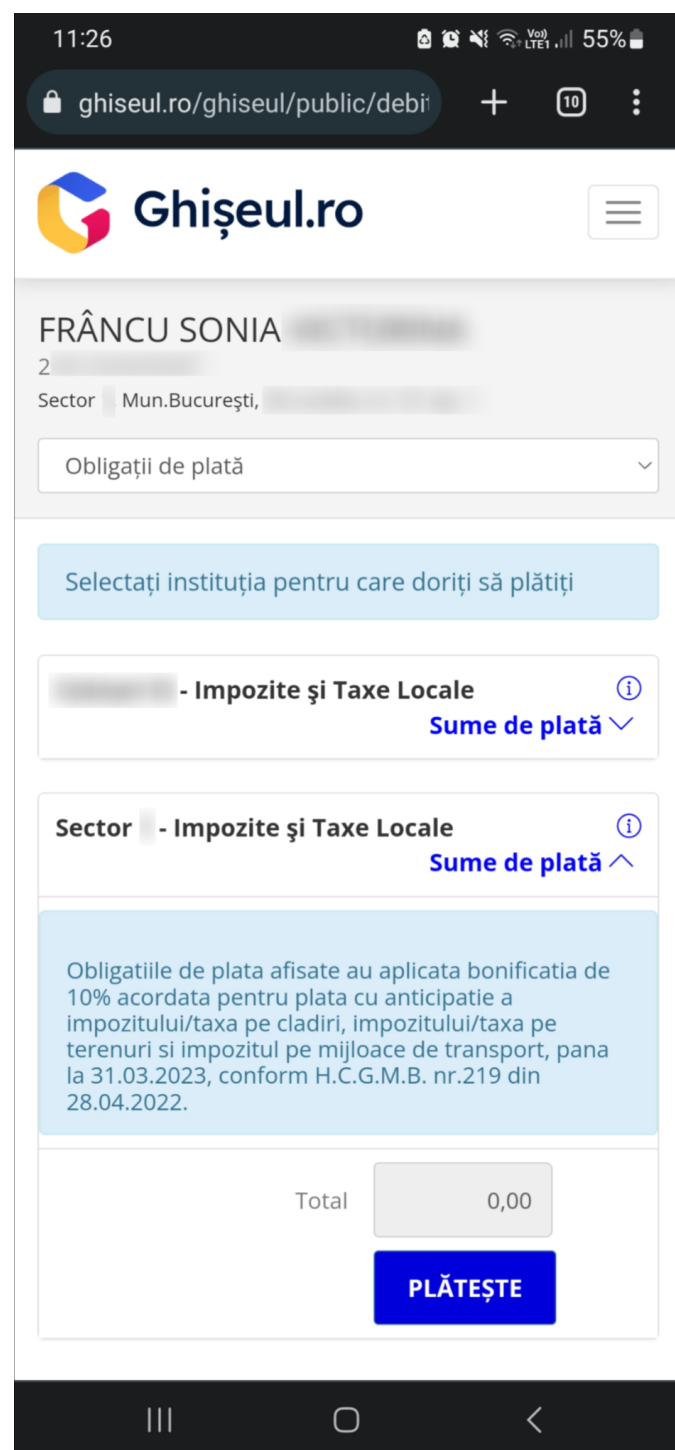 11:26
Vo)) LTE1 55%
ghiseul.ro/ghiseul/public/debit
10
Ghișeul.ro
FRÂNCU SONIA
2
Sector Mun.Bucureşti,
Obligații de plată
Selectați instituția pentru care doriți să plătiți
- Impozite şi Taxe Locale
Sume de plată
Sector - Impozite şi Taxe Locale
Sume de plată
Obligatiile de plata afisate au aplicata bonificatia de
10% acordata pentru plata cu anticipatie a
impozitului/taxa pe cladiri, impozitului/taxa pe
terenuri si impozitul pe mijloace de transport, pana
la 31.03.2023, conform H.C.G.M.B. nr.219 din
28.04.2022.
Total 0,00
PLĂTEȘTE